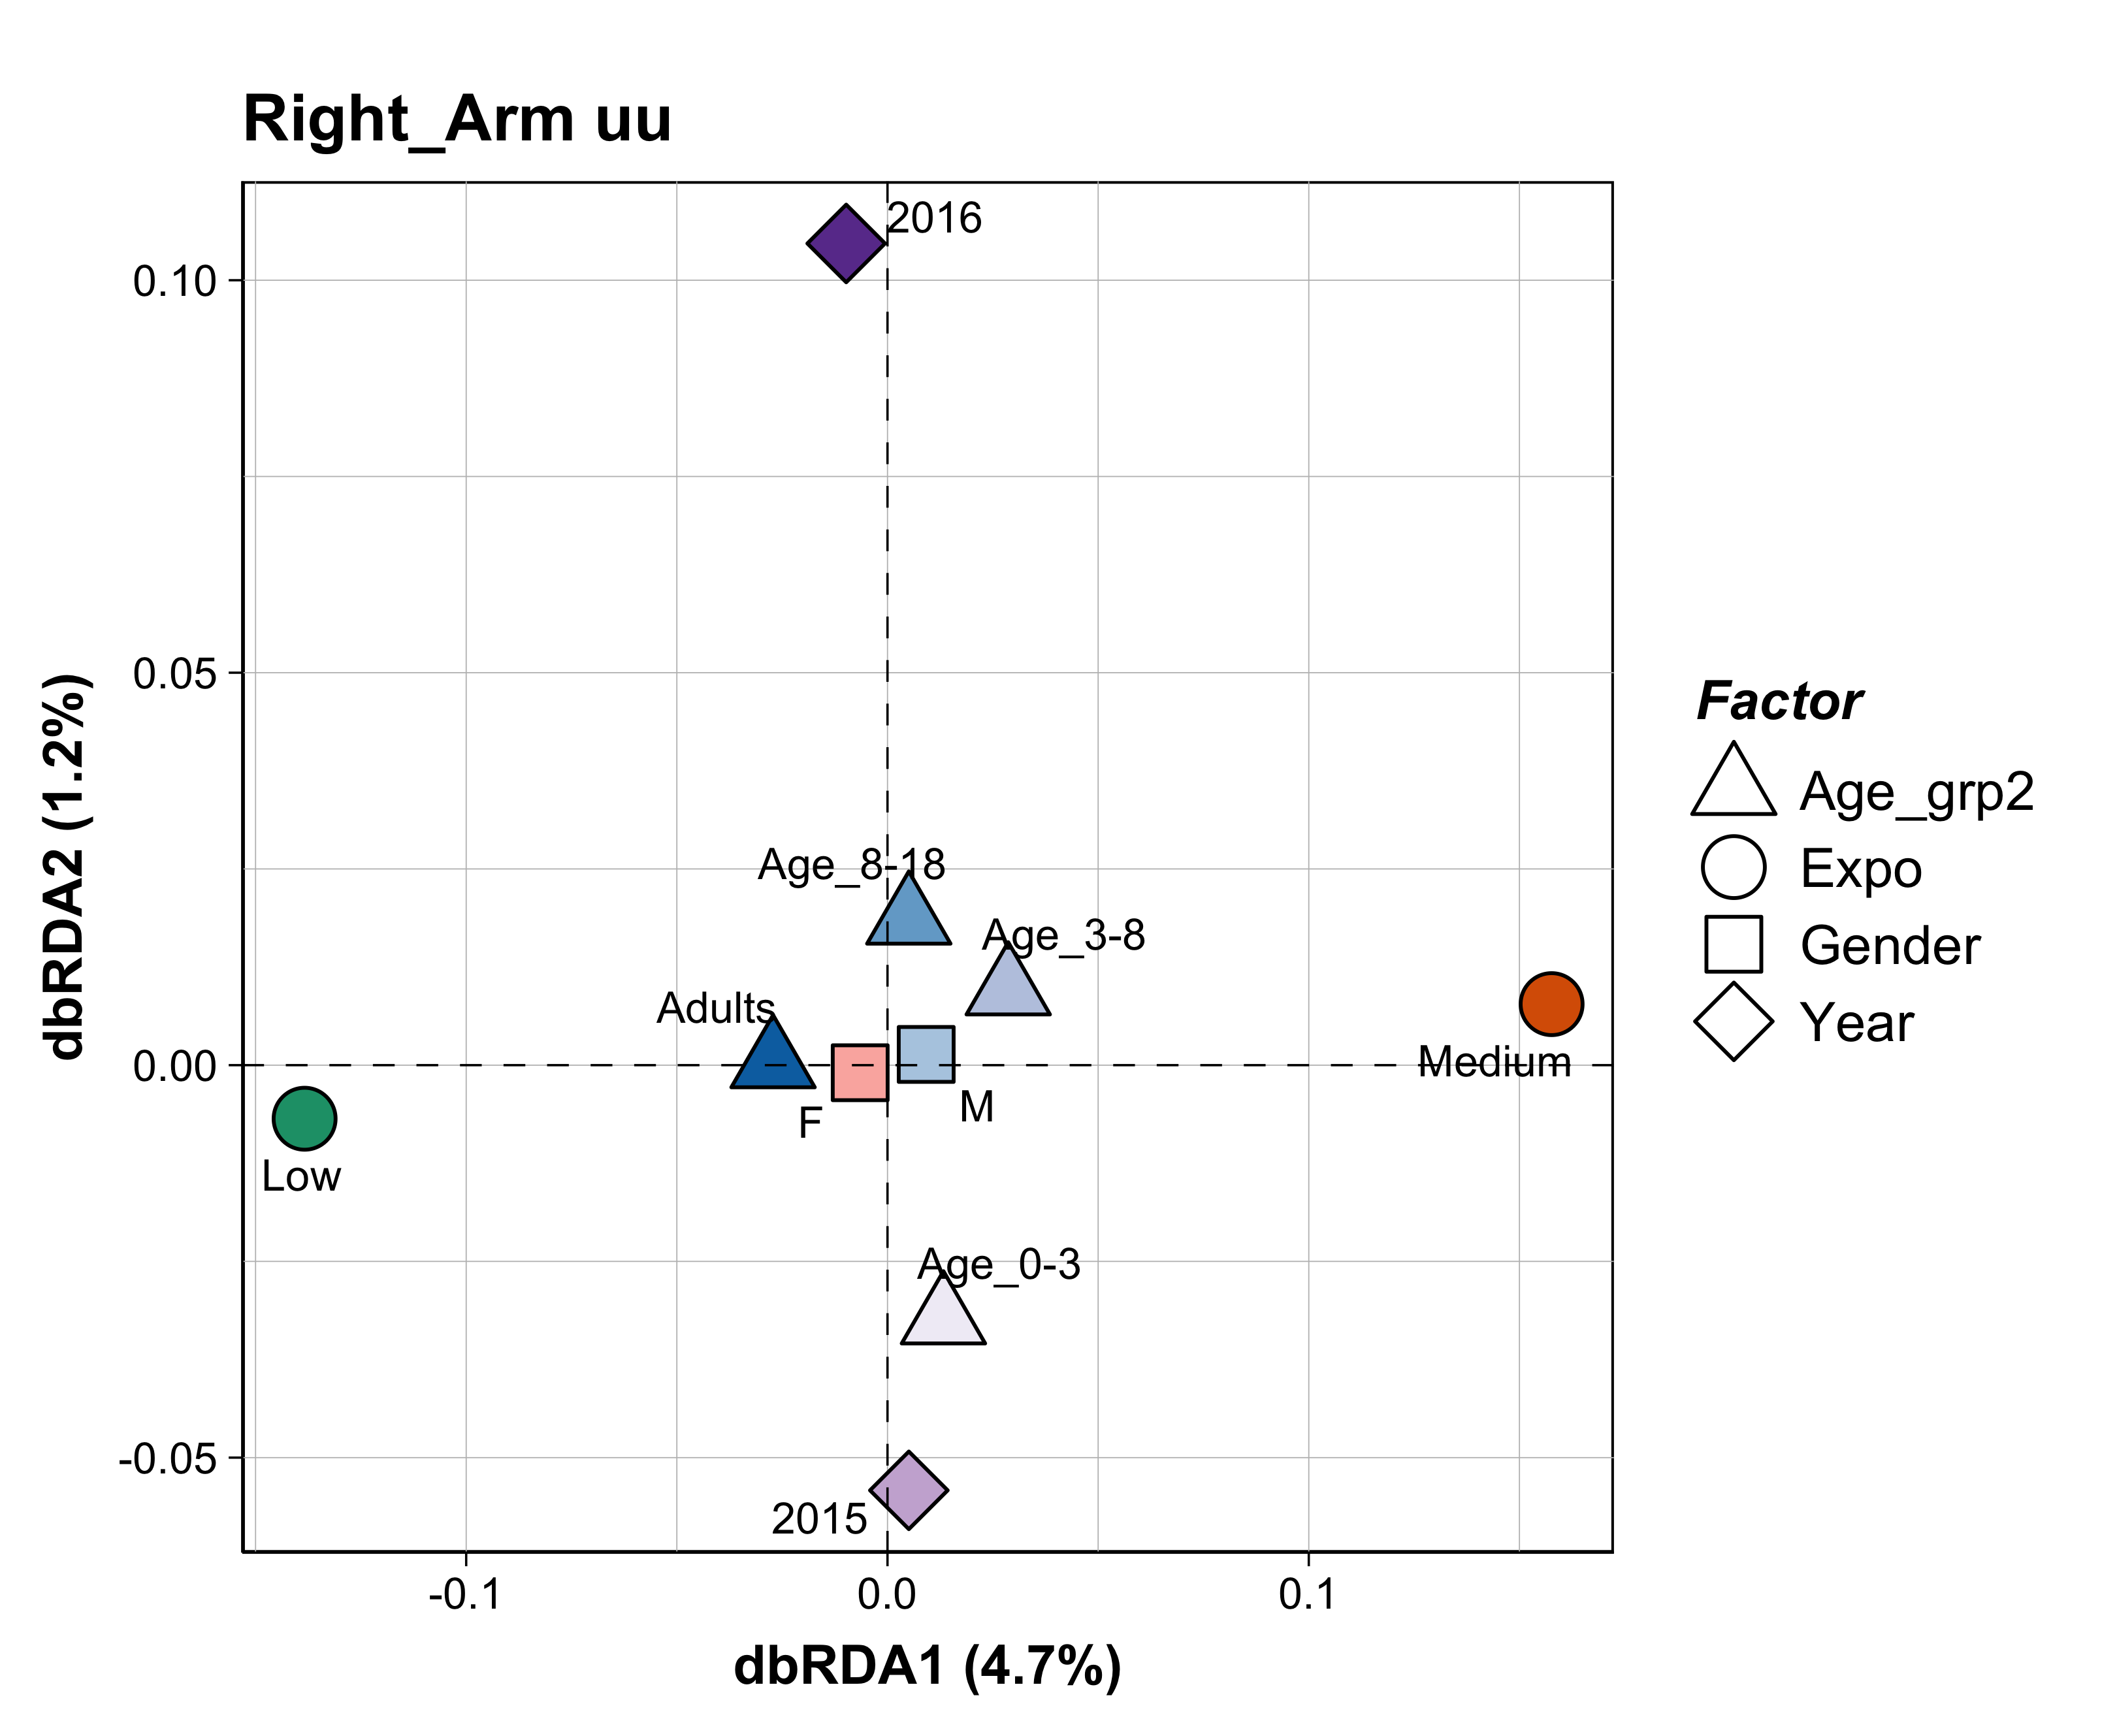 Right_Arm uu
2016
0.10
0.05
Factor
Age_grp2
Age_8-18
Expo
Age_3-8
Gender
Adults
Year
dbRDA2 (1.2%)
0.00
Medium
M
F
Low
Age_0-3
-0.05
2015
-0.1
0.0
0.1
dbRDA1 (4.7%)